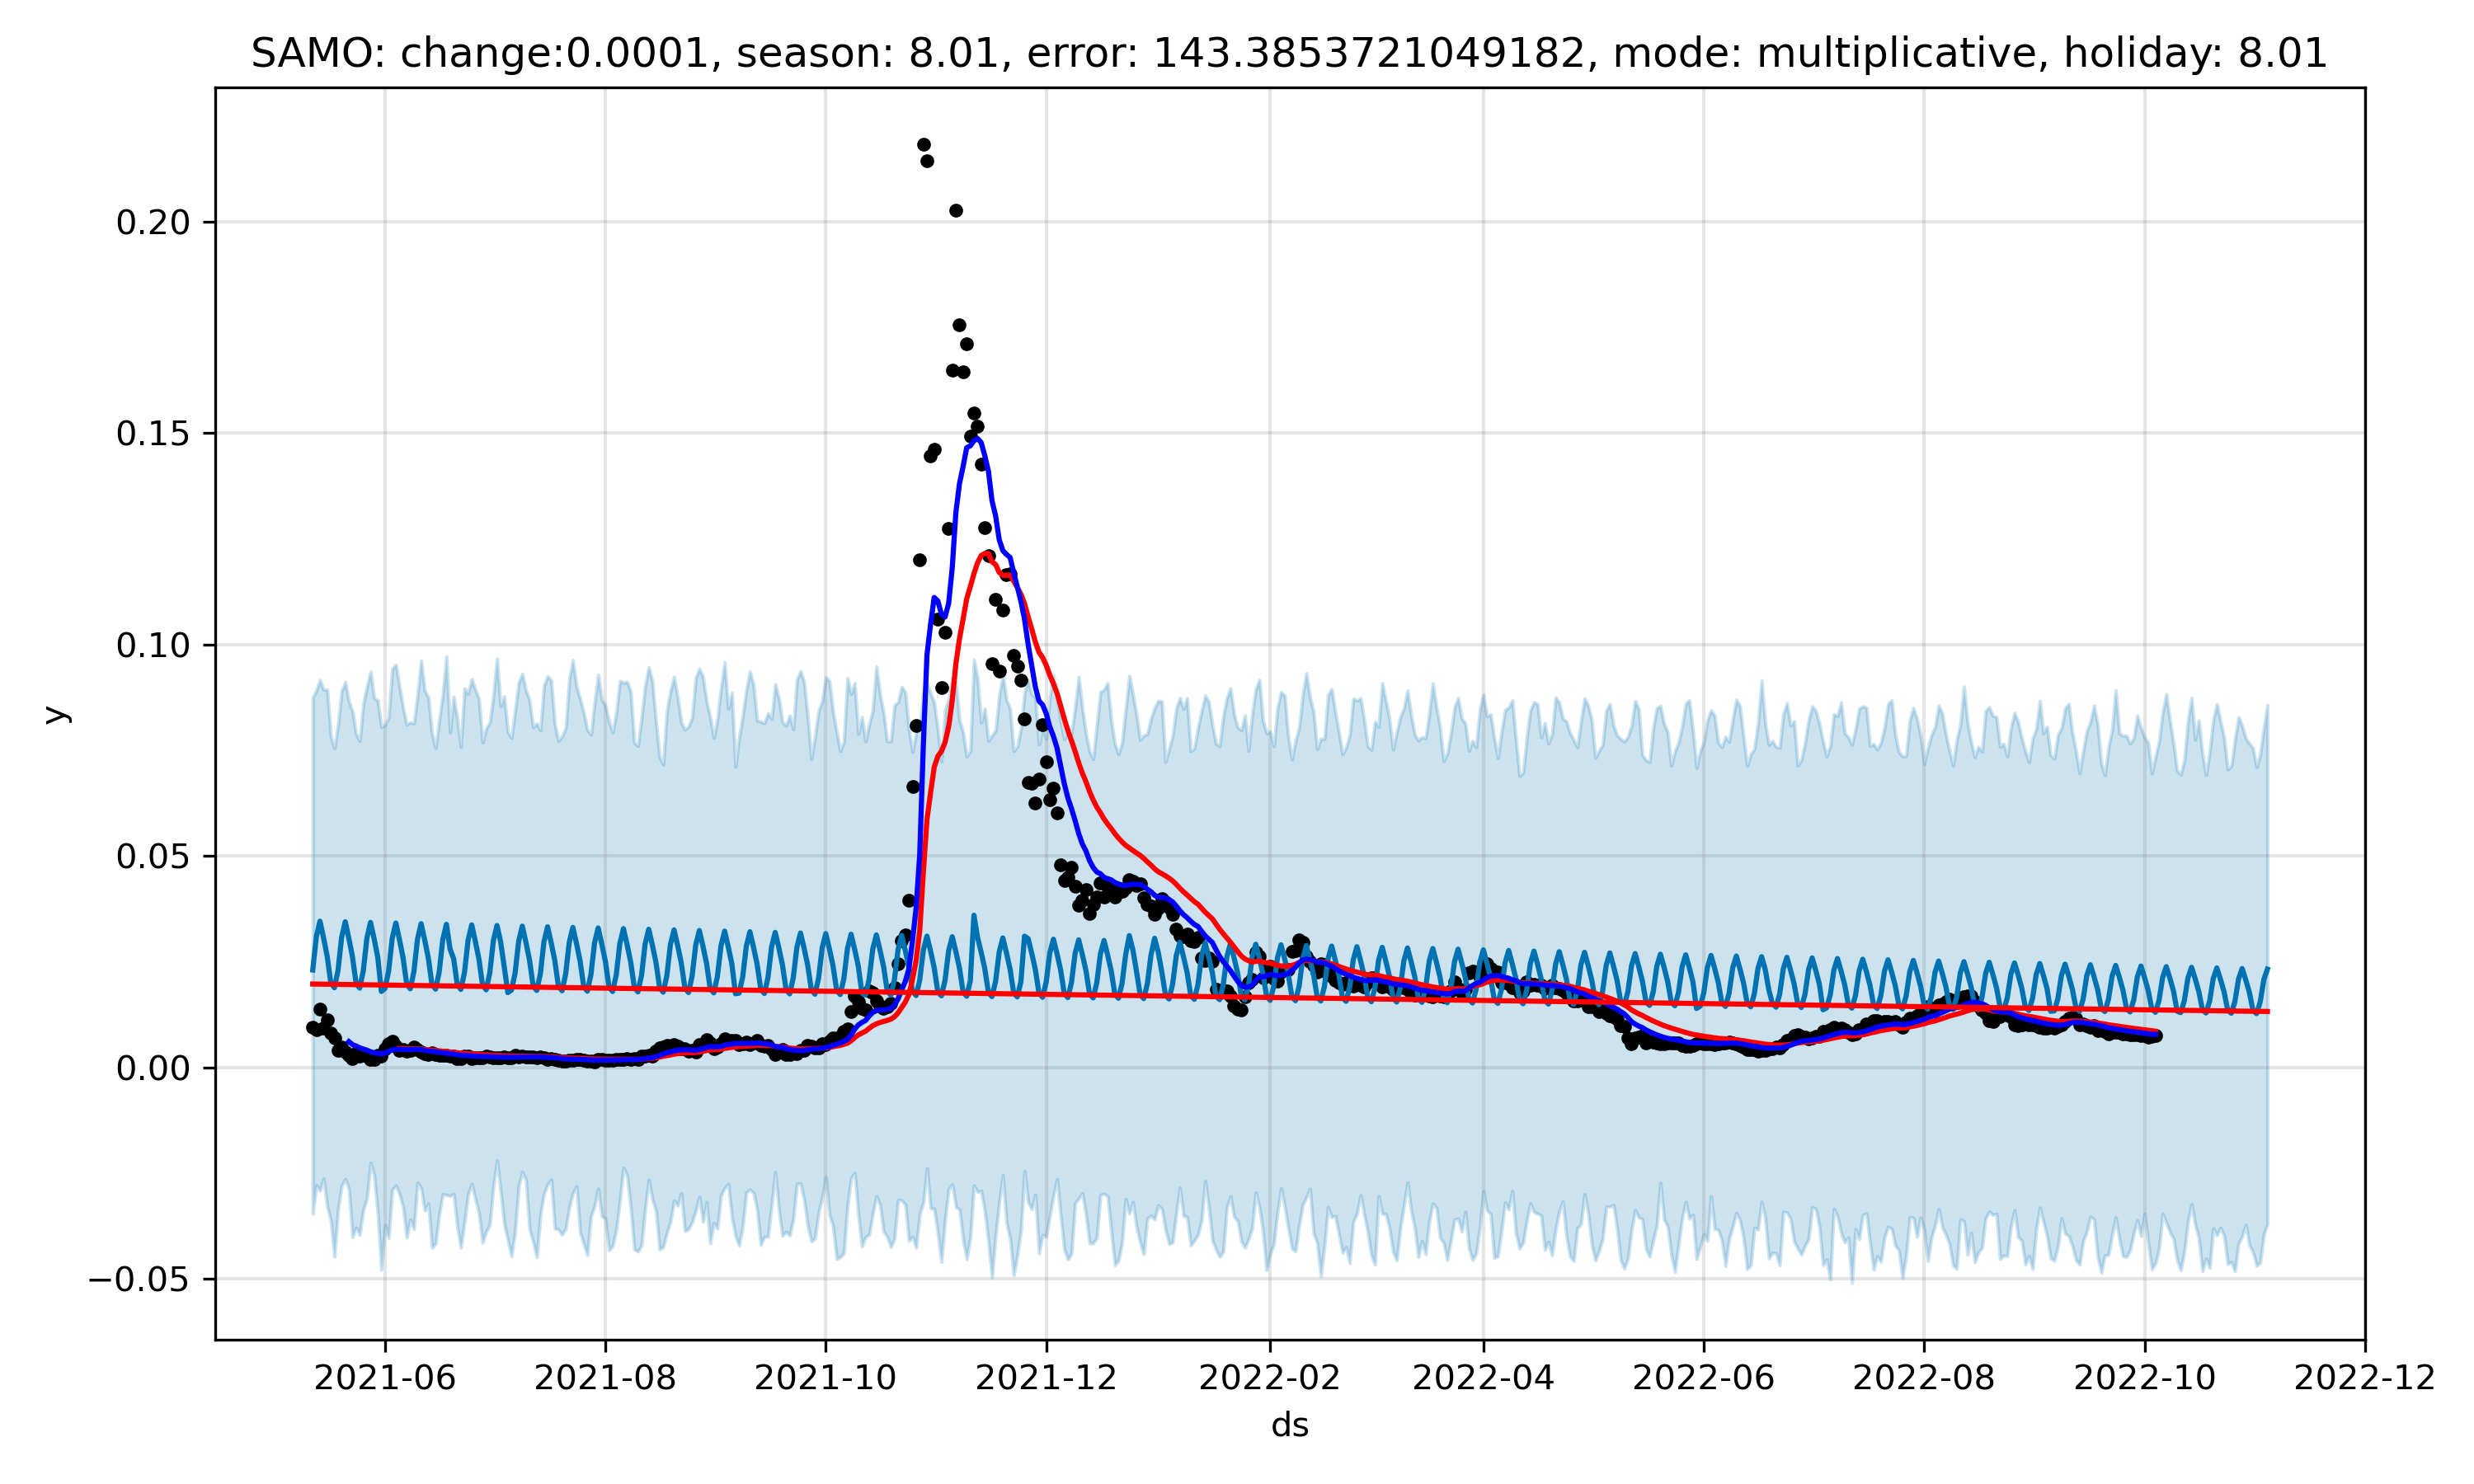 SAMO: change:0.0001, season: 8.01, error: 143.3853721049182, mode: multiplicative, holiday: 8.01
y
0.20
0.15
0.10
0.05
0.00
−0.05
2021-06 2021-08 2021-10 2021-12 2022-02 2022-04 2022-06 2022-08 2022-10 2022-12
ds